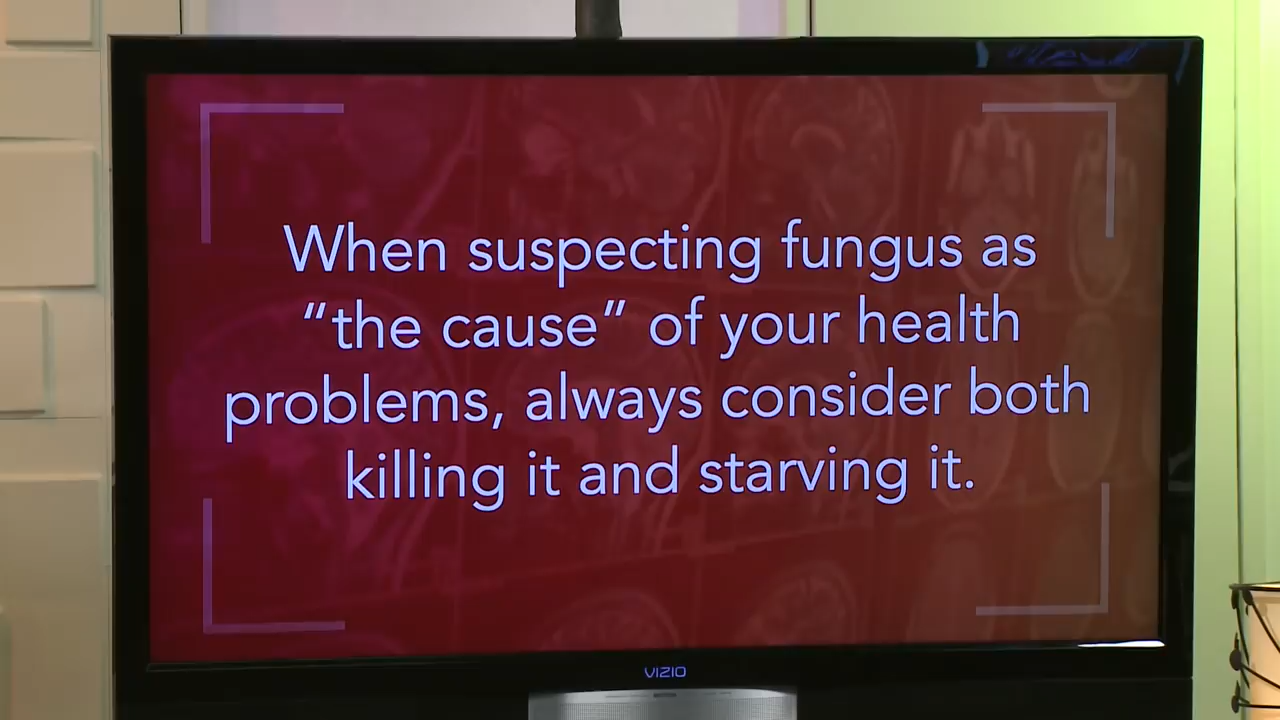 When suspecting fungus as
“the cause” of your health
problems, always consider both
killing it and starving it.
VIZIO